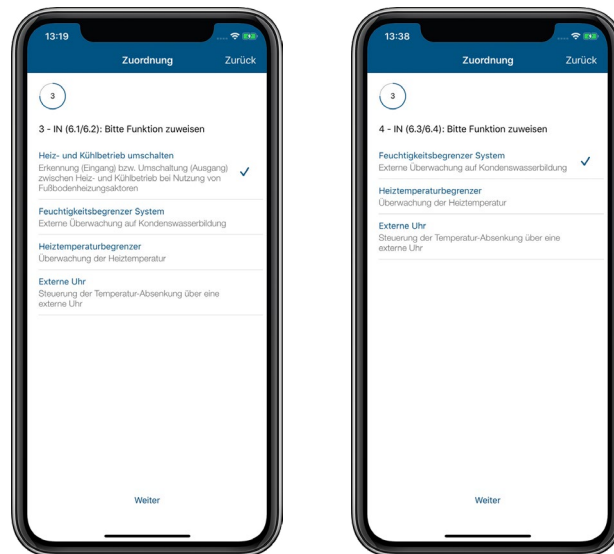 13:19
Zuordnung
Zurück
3
3 - IN (6.1/6.2): Bitte Funktion zuweisen
Heiz- und Kühlbetrieb umschalten
Erkennung (Eingang) bzw. Umschaltung (Ausgang)
zwischen Heiz- und Kühlbetrieb bei Nutzung von
Fußbodenheizungsaktoren
Feuchtigkeitsbegrenzer System
Externe Überwachung auf Kondenswasserbildung
Heiztemperaturbegrenzer
Überwachung der Heiztemperatur
Externe Uhr
Steuerung der Temperatur-Absenkung über eine
externe Uhr
Weiter
13:38
Zuordnung
Zurück
3
4 - IN (6.3/6.4): Bitte Funktion zuweisen
Feuchtigkeitsbegrenzer System
Externe Überwachung auf Kondenswasserbildung
Heiztemperaturbegrenzer
Überwachung der Heiztemperatur
Externe Uhr
Steuerung der Temperatur-Absenkung über eine
externe Uhr
Weiter